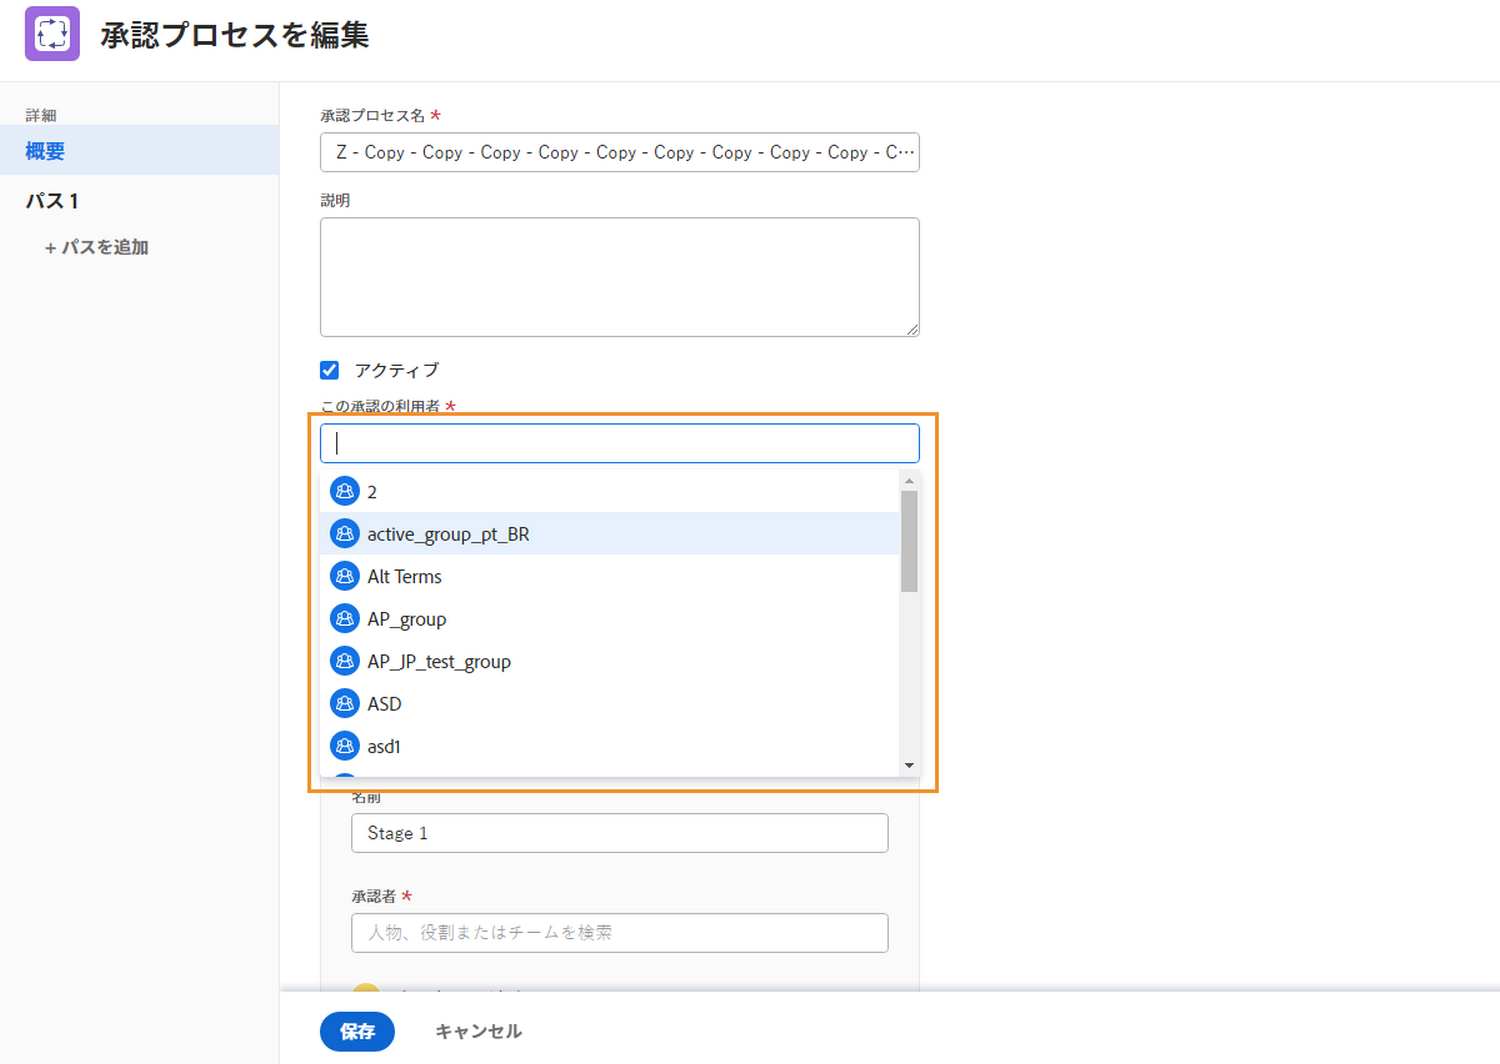 承認プロセスを編集
詳細
概要
パス 1
+ パスを追加
承認プロセス名 *
Z - Copy - Copy - Copy - Copy - Copy - Copy - Copy - Copy - Copy - C…
説明
アクティブ
この承認の利用者 *
2
active_group_pt_BR
Alt Terms
AP_group
AP_JP_test_group
ASD
asd1
名前
Stage 1
承認者 *
人物、役割またはチームを検索
保存
キャンセル